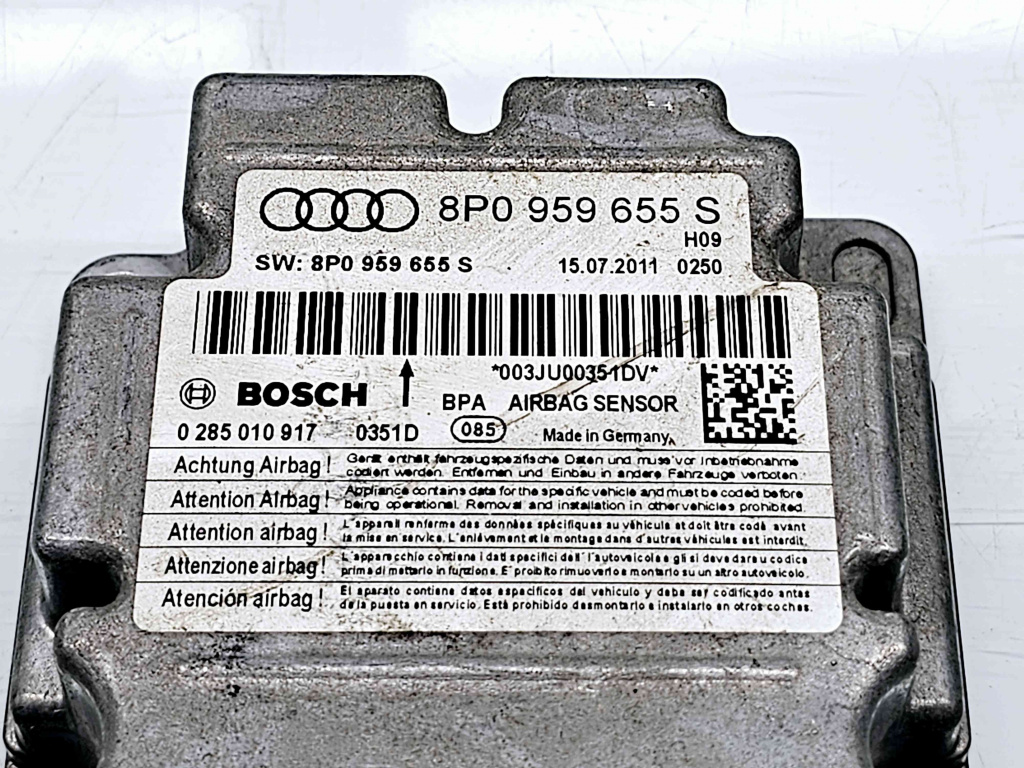 8P0 959 655 S
H09
SW: 8P0 959 655 S 15.07.2011 0250
*003JU00351DV*
BOSCH BPA AIRBAG SENSOR
0 285 010 917 0351D 085 Made in Germany
Achtung Airbag! Gerät enthält fahrzeugspezifische Daten und muss vor Inbetriebnahme
codiert werden. Entfernen und Einbau in andere Fahrzeuge verboten.
Attention Airbag! Appliance contains data for the specific vehicle and must be coded before
being operational. Removal and installation in other vehicles prohibited.
Attention airbag! L'appareil renferme des données spécifiques au véhicule et doit être codé avant
la mise en service. L'enlèvement et le montage dans d'autres véhicules est interdit.
Attenzione airbag! L'apparecchio contiene i dati specifici dell'autoveicolo e gli si deve dare u codice
prima di metterlo in funzione. E' proibito rimuoverlo e montarlo su un altro autoveicolo.
Atención airbag! El aparato contiene datos específicos del vehículo y debe ser codificado antes
de la puesta en servicio. Está prohibido desmontarlo e instalarlo en otros coches.